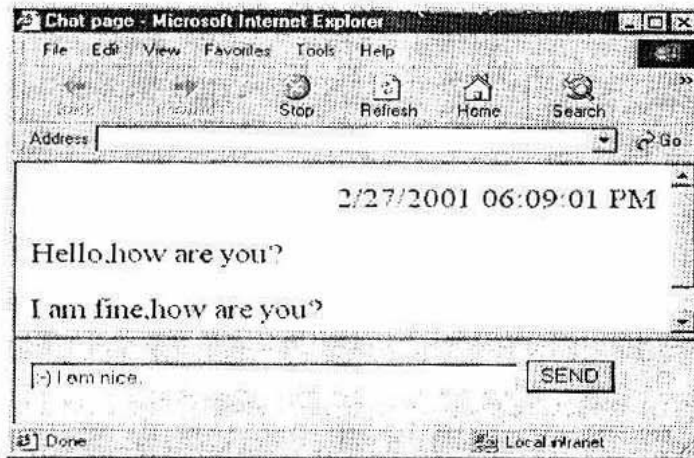 Chat page - Microsoft Internet Explorer
File Edit View Favorites Tools Help
Stop Refresh Home Search »
Address Go
2/27/2001 06:09:01 PM
Hello,how are you?
I am fine,how are you?
:-) I am nice. SEND
Done Local intranet